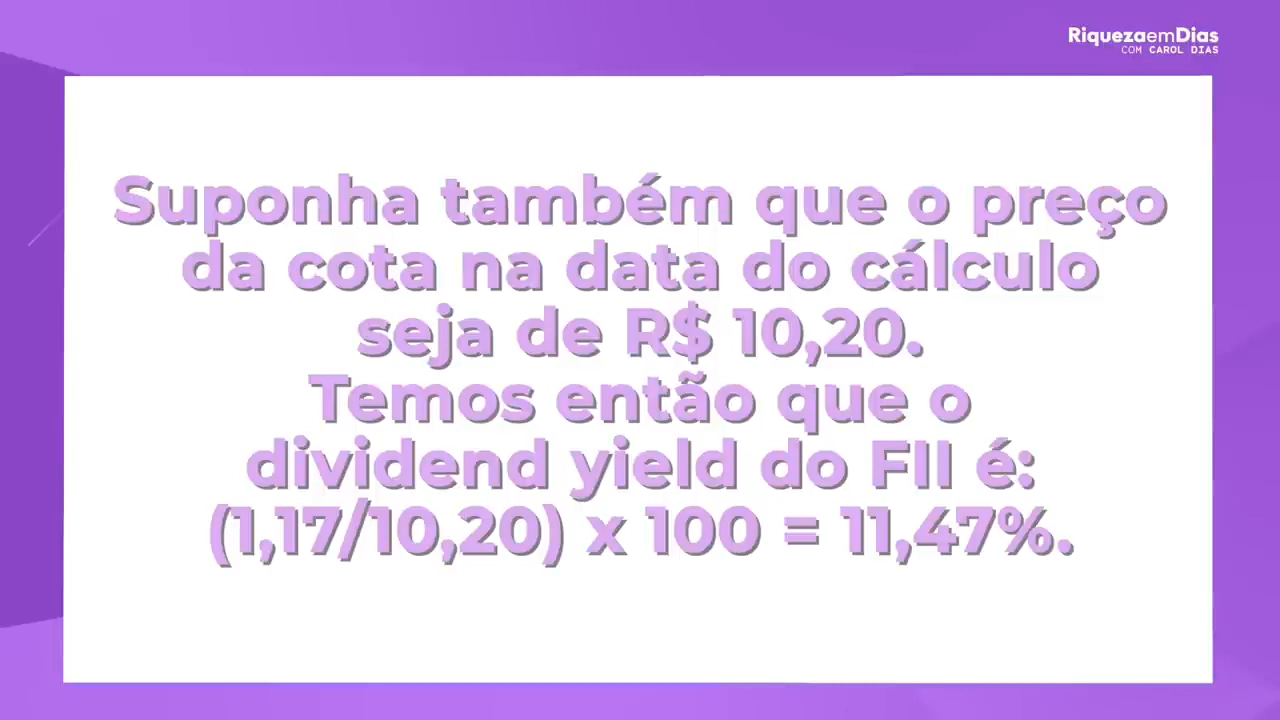 RiquezaemDias
COM CAROL DIAS
Suponha também que o preço
da cota na data do cálculo
seja de R$ 10,20.
Temos então que o
dividend yield do FII é:
(1,17/10,20) x 100 = 11,47%.